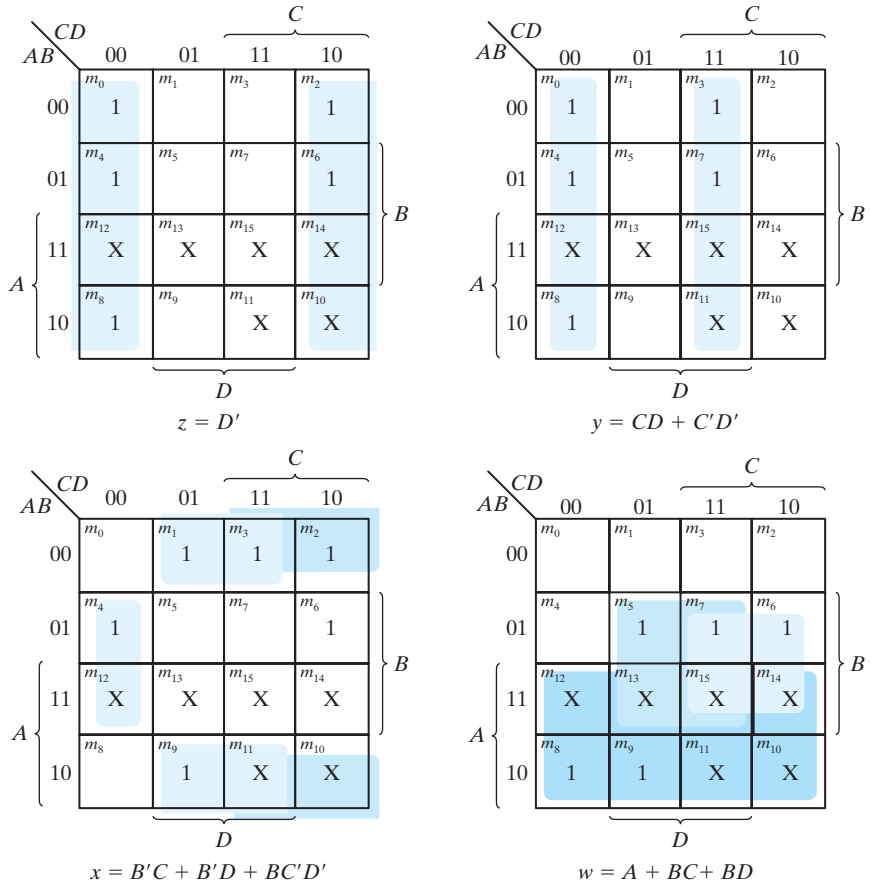 C C
CD CD
AB 00 01 11 10 AB 00 01 11 10
m0 m1 m3 m2 m0 m1 m3 m2
00 1 1 00 1 1
m4 m5 m7 m6 m4 m5 m7 m6
01 1 1 01 1 1
B B
m12 m13 m15 m14 m12 m13 m15 m14
11 X X X X 11 X X X X
A A
m8 m9 m11 m10 m8 m9 m11 m10
10 1 X X 10 1 X X
D D
z = D′ y = CD + C′D′
C C
CD CD
AB 00 01 11 10 AB 00 01 11 10
m0 m1 m3 m2 m0 m1 m3 m2
00 1 1 1 00
m4 m5 m7 m6 m4 m5 m7 m6
01 1 1 01 1 1 1
B B
m12 m13 m15 m14 m12 m13 m15 m14
11 X X X X 11 X X X X
A A
m8 m9 m11 m10 m8 m9 m11 m10
10 1 X X 10 1 1 X X
D D
x = B′C + B′D + BC′D′ w = A + BC+ BD